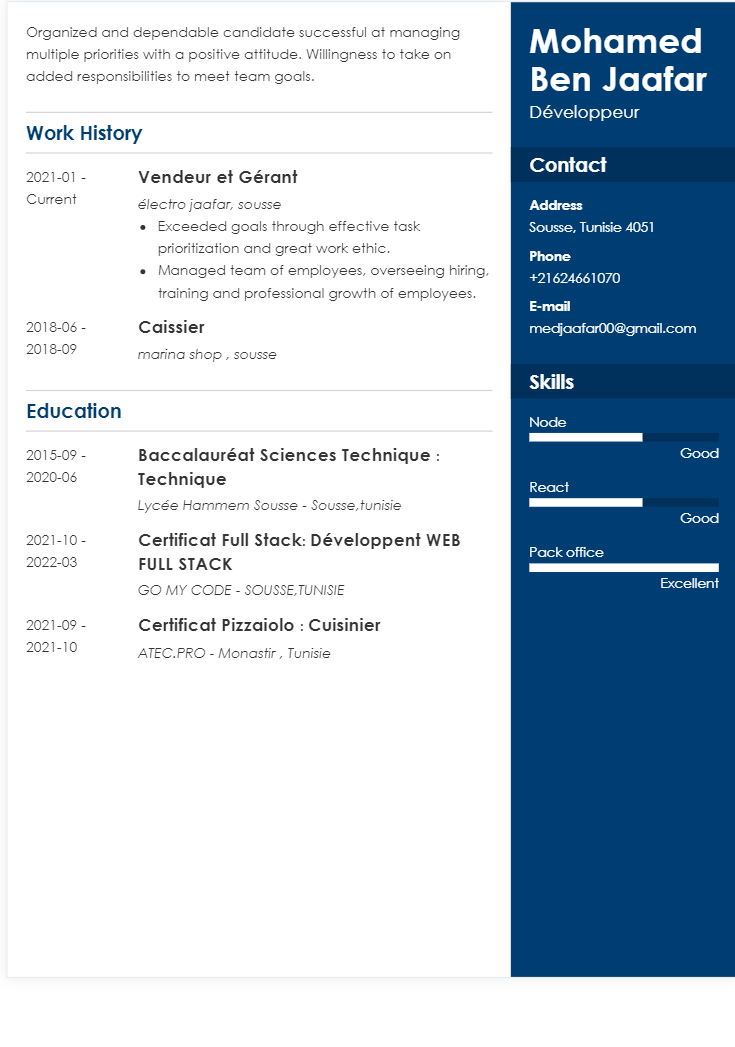 Organized and dependable candidate successful at managing
multiple priorities with a positive attitude. Willingness to take on
added responsibilities to meet team goals.
Work History
2021-01 -
Current
Vendeur et Gérant
électro jaafar, sousse
• Exceeded goals through effective task
prioritization and great work ethic.
• Managed team of employees, overseeing hiring,
training and professional growth of employees.
2018-06 -
2018-09
Caissier
marina shop , sousse
Education
2015-09 -
2020-06
Baccalauréat Sciences Technique :
Technique
Lycée Hammem Sousse - Sousse,tunisie
2021-10 -
2022-03
Certificat Full Stack: Développent WEB
FULL STACK
GO MY CODE - SOUSSE,TUNISIE
2021-09 -
2021-10
Certificat Pizzaiolo : Cuisinier
ATEC.PRO - Monastir , Tunisie
Mohamed
Ben Jaafar
Développeur
Contact
Address
Sousse, Tunisie 4051
Phone
+21624661070
E-mail
medjaafar00@gmail.com
Skills
Node
Good
React
Good
Pack office
Excellent